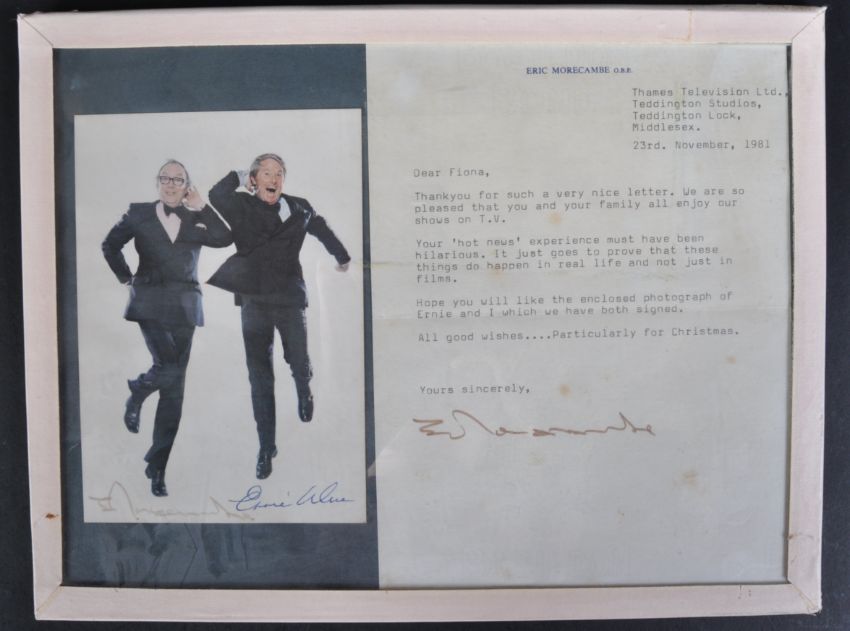 ERIC MORECAMBE O.B.E.
Thames Television Ltd.,
Teddington Studios,
Teddington Lock,
Middlesex.
23rd. November, 1981
Dear Fiona,
Thankyou for such a very nice letter. We are so
pleased that you and your family all enjoy our
shows on T.V.
Your 'hot news' experience must have been
hilarious. It just goes to prove that these
things do happen in real life and not just in
films.
Hope you will like the enclosed photograph of
Ernie and I which we have both signed.
All good wishes....Particularly for Christmas.
Yours sincerely,
E Morecambe
E Morecambe
Ernie Wise